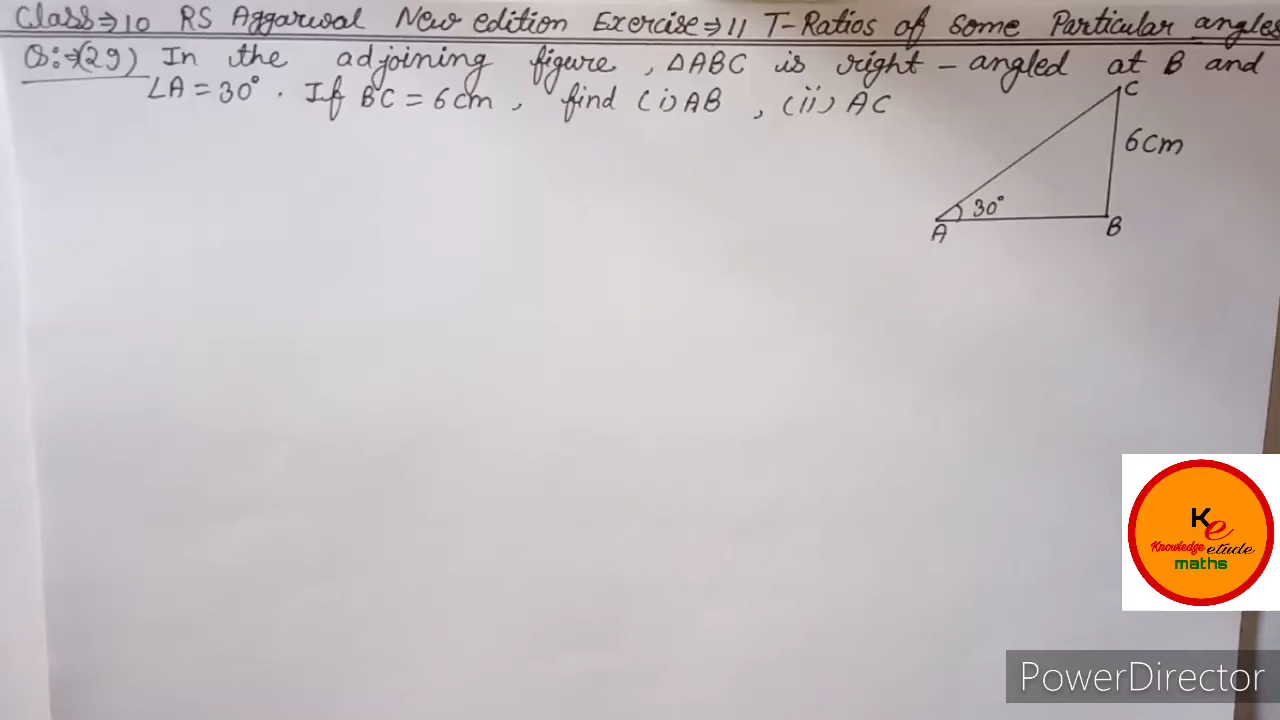 Class⇒10 RS Aggarwal New edition Exercise⇒11 T-Ratios of some Particular angles
Q:⇒(29) In the adjoining figure, ΔABC is right-angled at B and
∠A = 30°. If BC = 6cm, find (i) AB, (ii) AC
C
6cm
30°
A
B
Ke
Knowledge etude
maths
PowerDirector